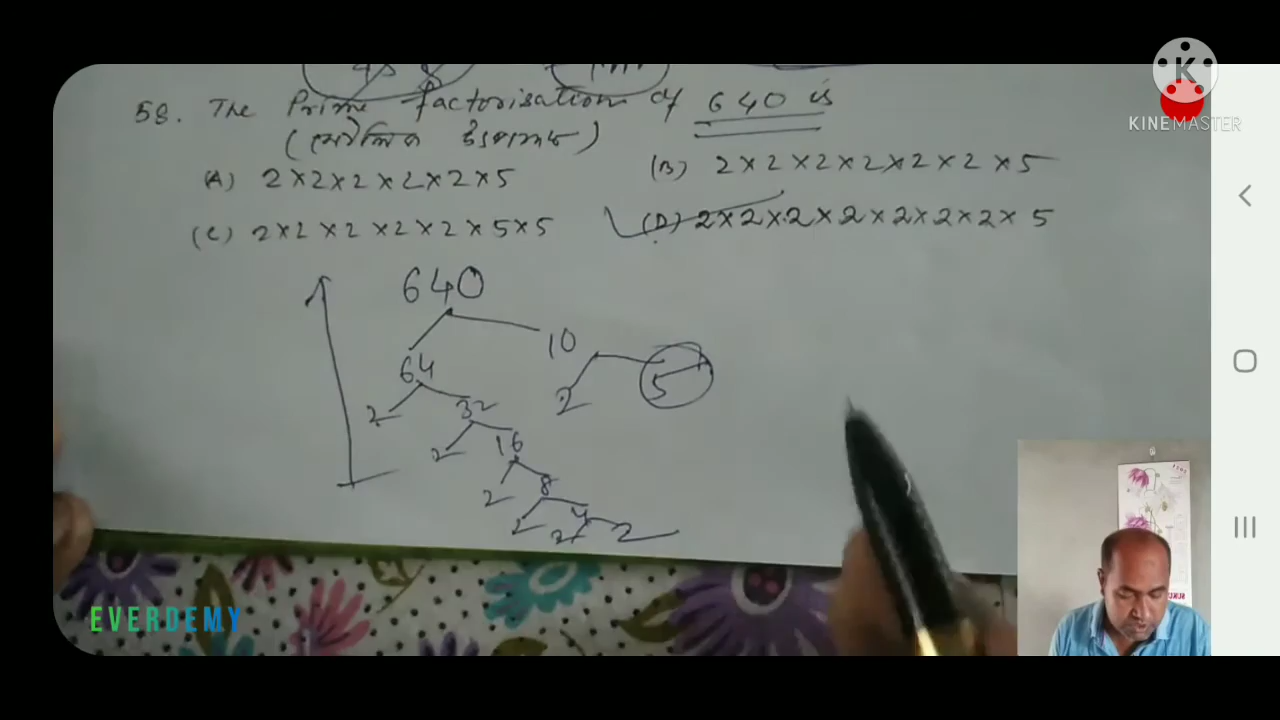 58. The Prime factorisation of 640 is
(মৌলিক উৎপাদক)
(A) 2×2×2×2×2×5
(B) 2×2×2×2×2×2×5
(C) 2×2×2×2×2×5×5
(D) 2×2×2×2×2×2×2×5
640
64 10
2 32 2 5
2 16
2 8
2 4
2 2
KINEMASTER
EVERDEMY